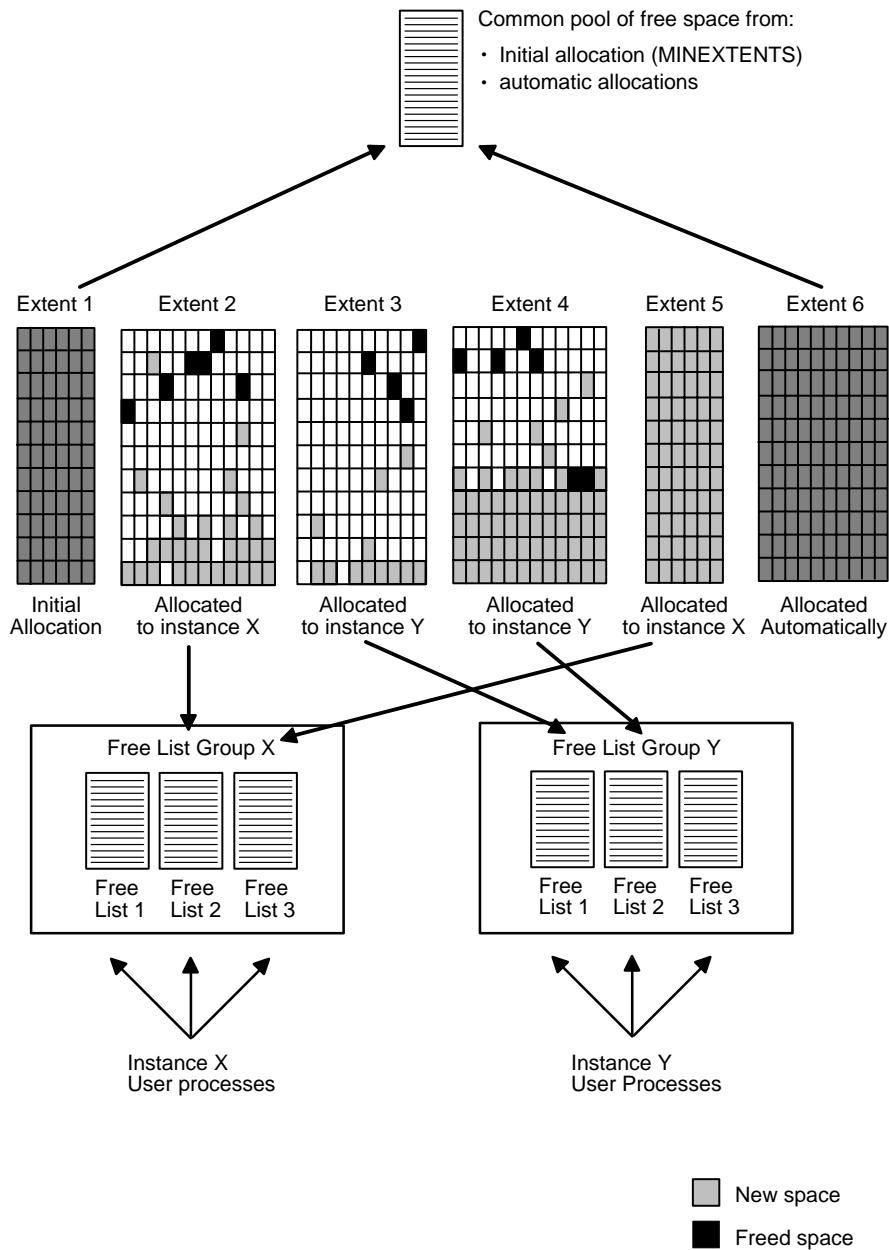 Common pool of free space from:
· Initial allocation (MINEXTENTS)
· automatic allocations
Extent 1
Extent 2
Extent 3
Extent 4
Extent 5
Extent 6
Initial
Allocation
Allocated
to instance X
Allocated
to instance Y
Allocated
to instance Y
Allocated
to instance X
Allocated
Automatically
Free List Group X
Free
List 1
Free
List 2
Free
List 3
Free List Group Y
Free
List 1
Free
List 2
Free
List 3
Instance X
User processes
Instance Y
User Processes
New space
Freed space